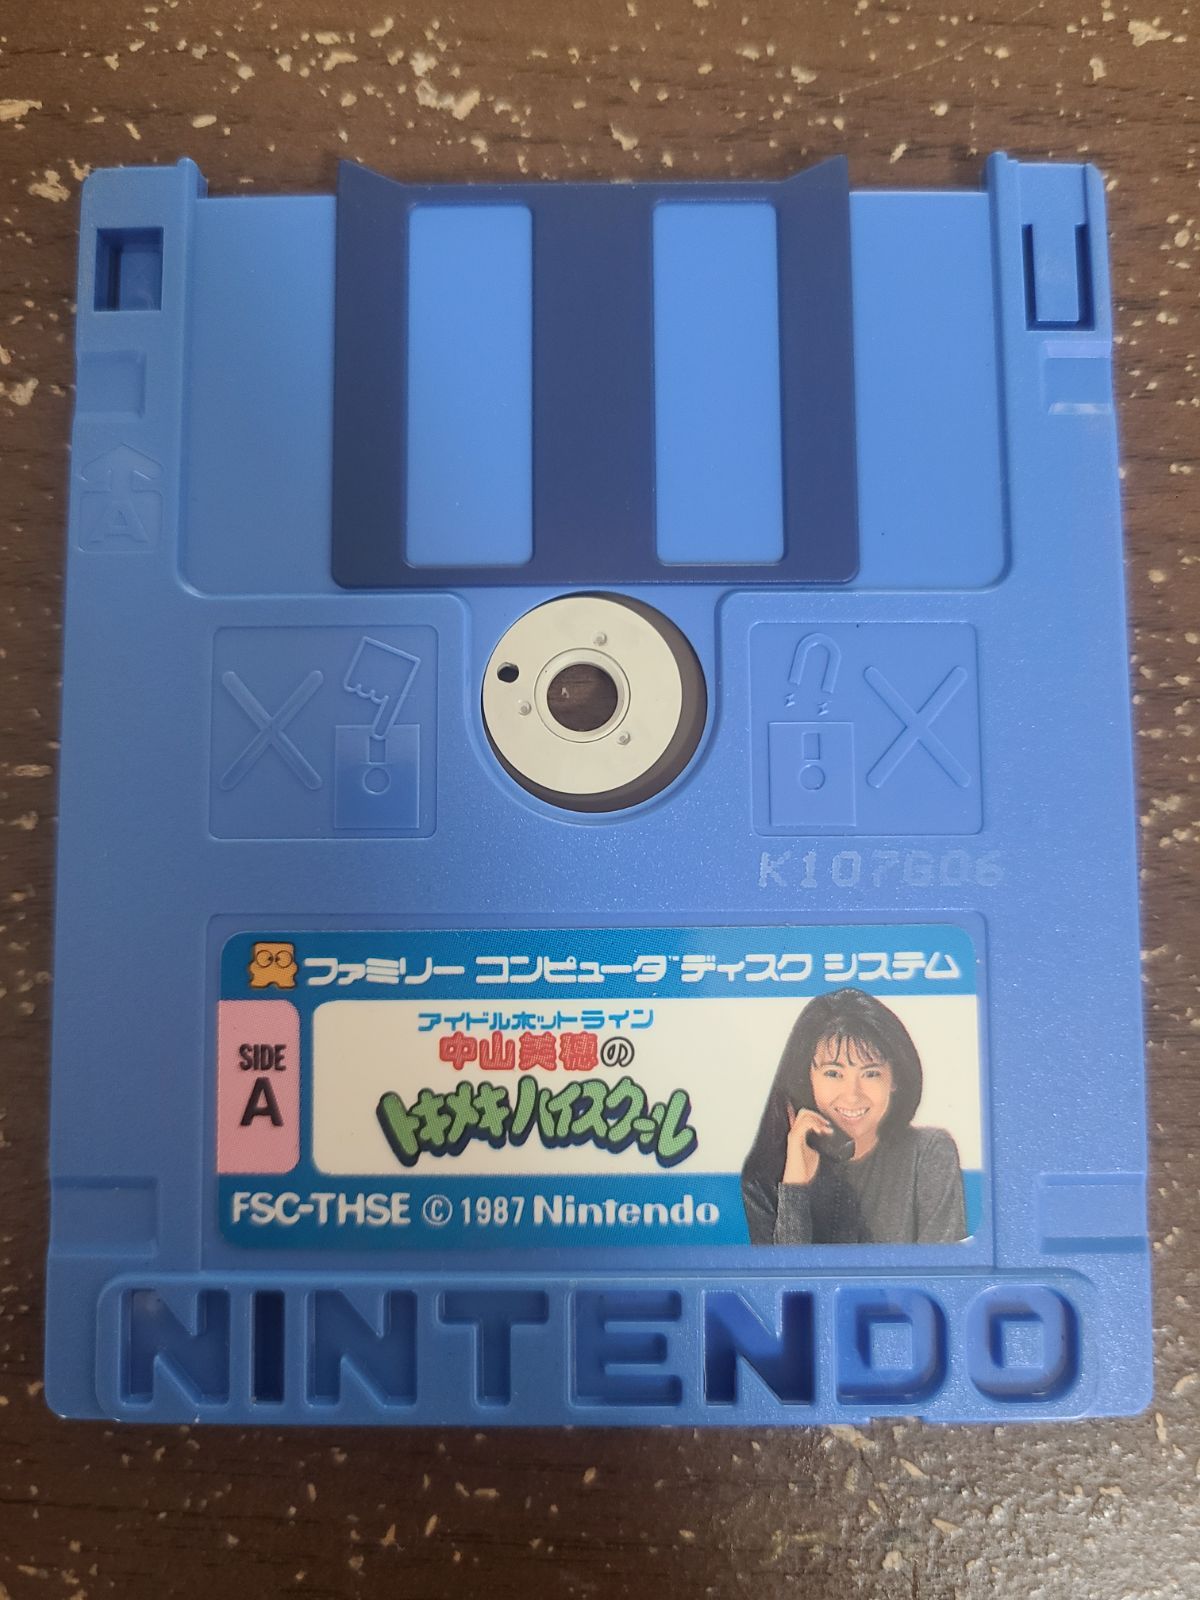 A
K107G06
ファミリー コンピュータ™ ディスク システム
SIDE
A
アイドルホットライン
中山美穂の
トキメキハイスクール
FSC-THSE © 1987 Nintendo
NINTENDO